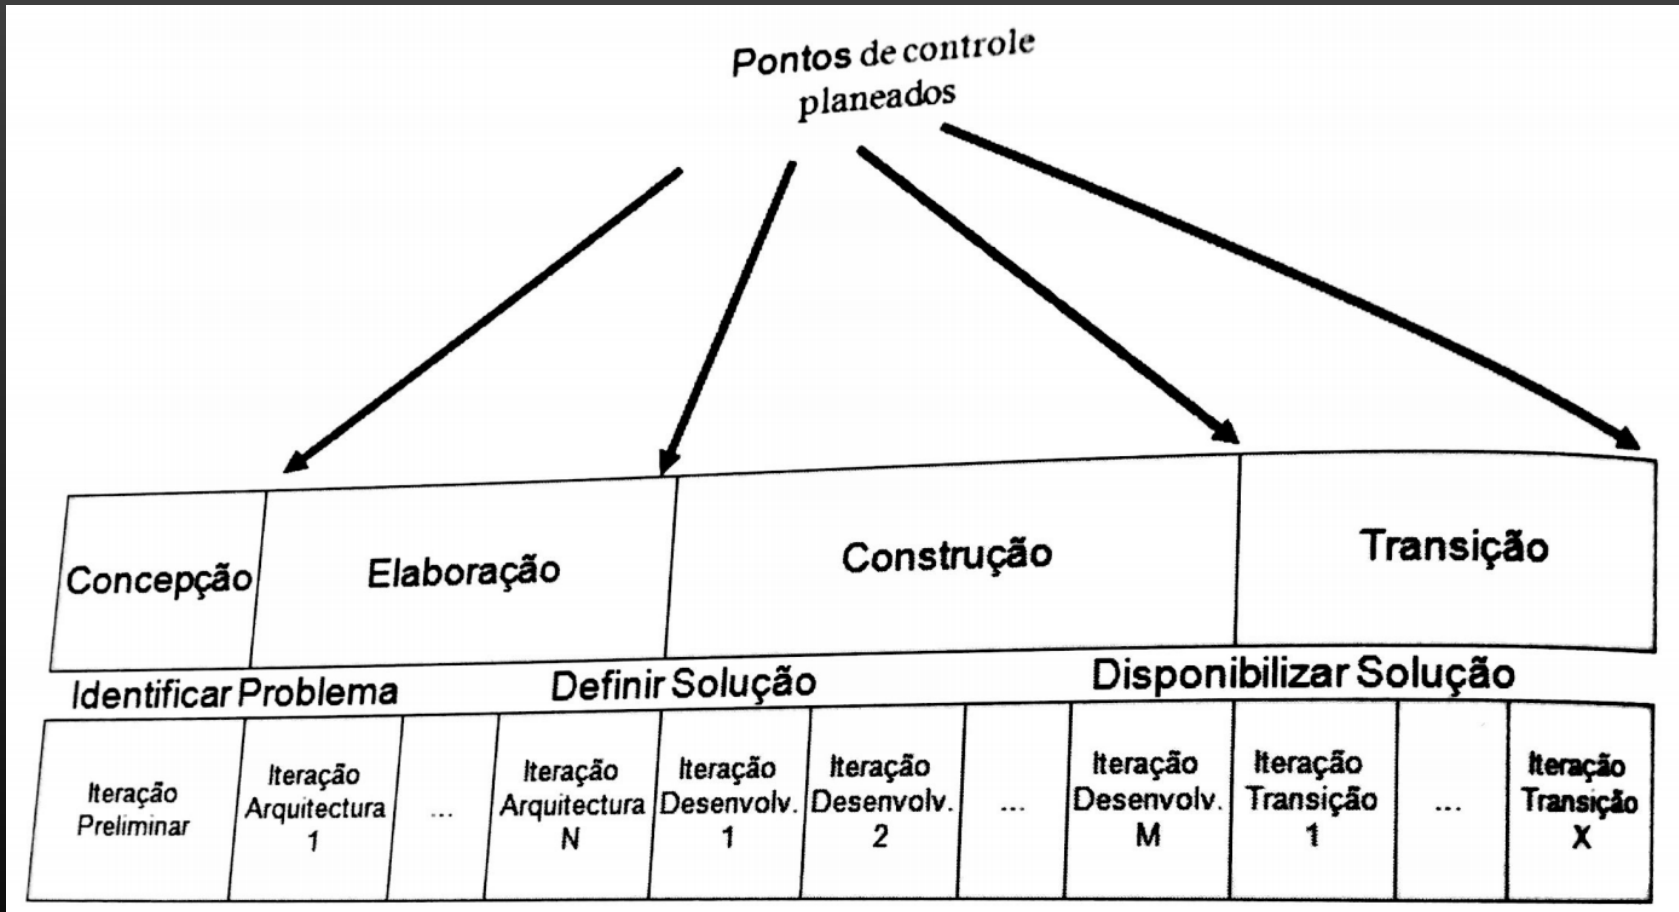 Pontos de controle
planeados
Concepção
Elaboração
Construção
Transição
Identificar Problema
Definir Solução
Disponibilizar Solução
Iteração
Preliminar
Iteração
Arquitectura
1
...
Iteração
Arquitectura
N
Iteração
Desenvolv.
1
Iteração
Desenvolv.
2
...
Iteração
Desenvolv.
M
Iteração
Transição
1
...
Iteração
Transição
X